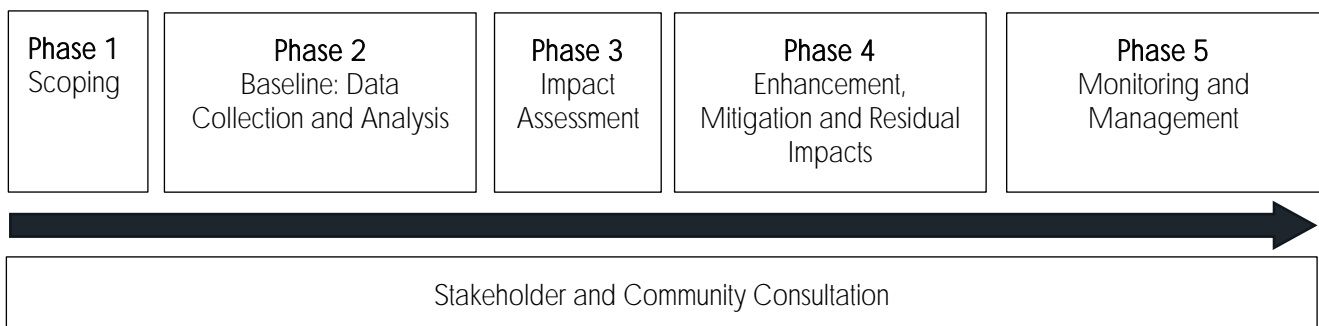 Phase 1
Scoping
Phase 2
Baseline: Data
Collection and Analysis
Phase 3
Impact
Assessment
Phase 4
Enhancement,
Mitigation and Residual
Impacts
Phase 5
Monitoring and
Management
Stakeholder and Community Consultation